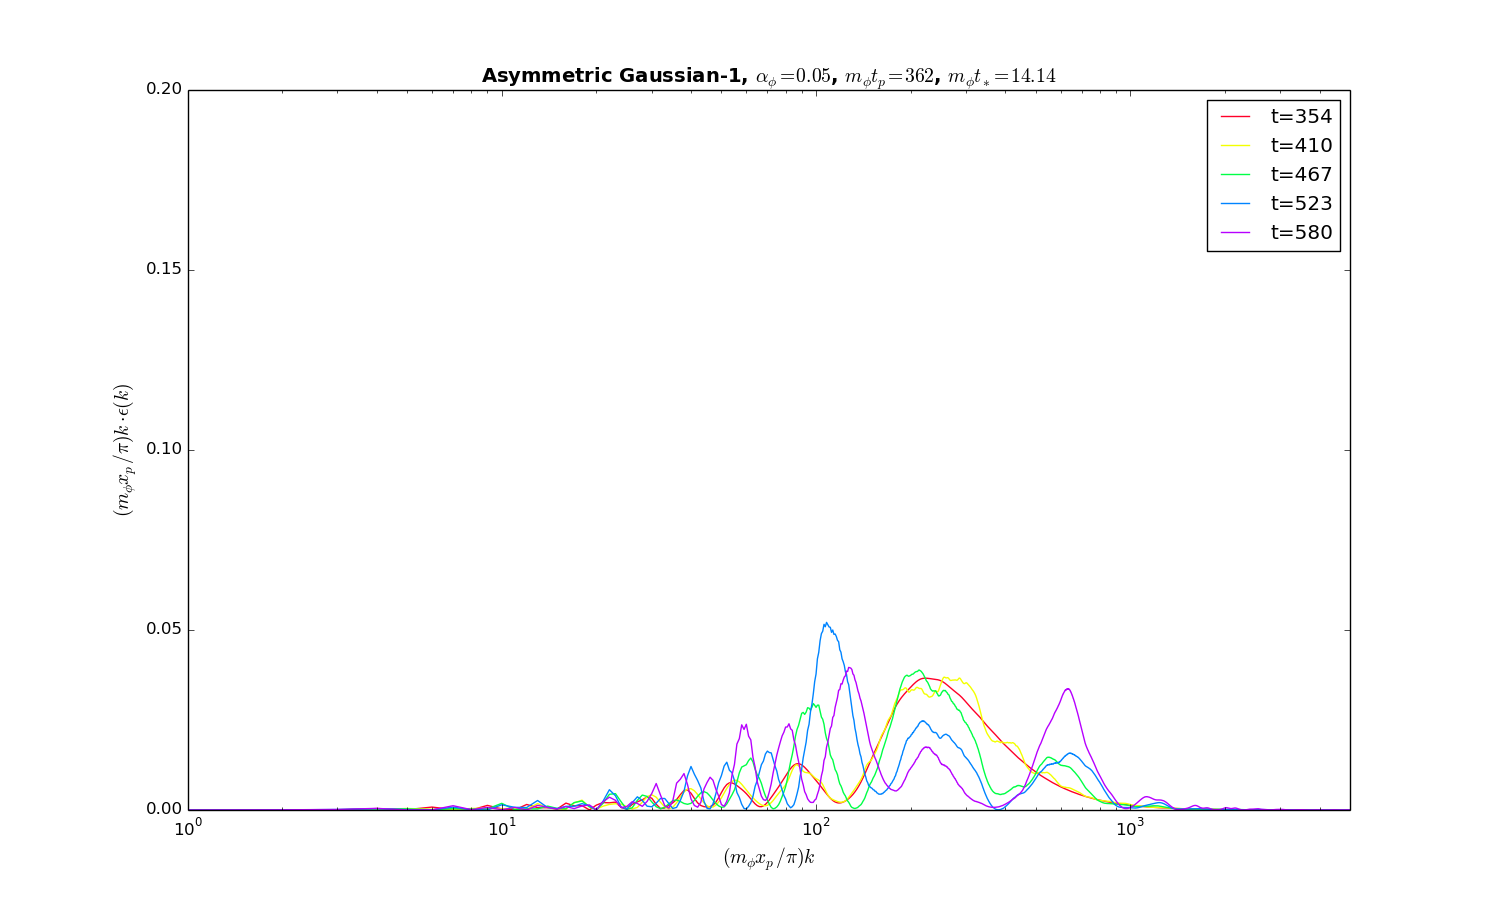 Asymmetric Gaussian-1, α_ϕ=0.05, m_ϕt_p=362, m_ϕt_*=14.14
0.20
t=354
t=410
t=467
t=523
t=580
0.15
(m_ϕx_p/π)k·ϵ(k)
0.10
0.05
0.00
10^0 10^1 10^2 10^3
(m_ϕx_p/π)k